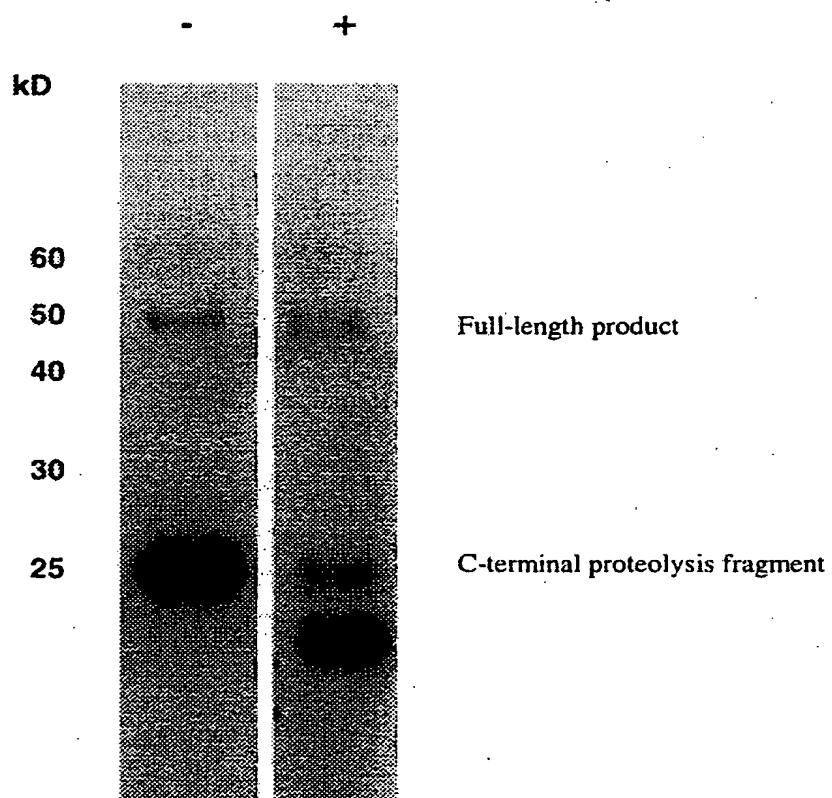 - +
kD
60
50 Full-length product
40
30
25 C-terminal proteolysis fragment